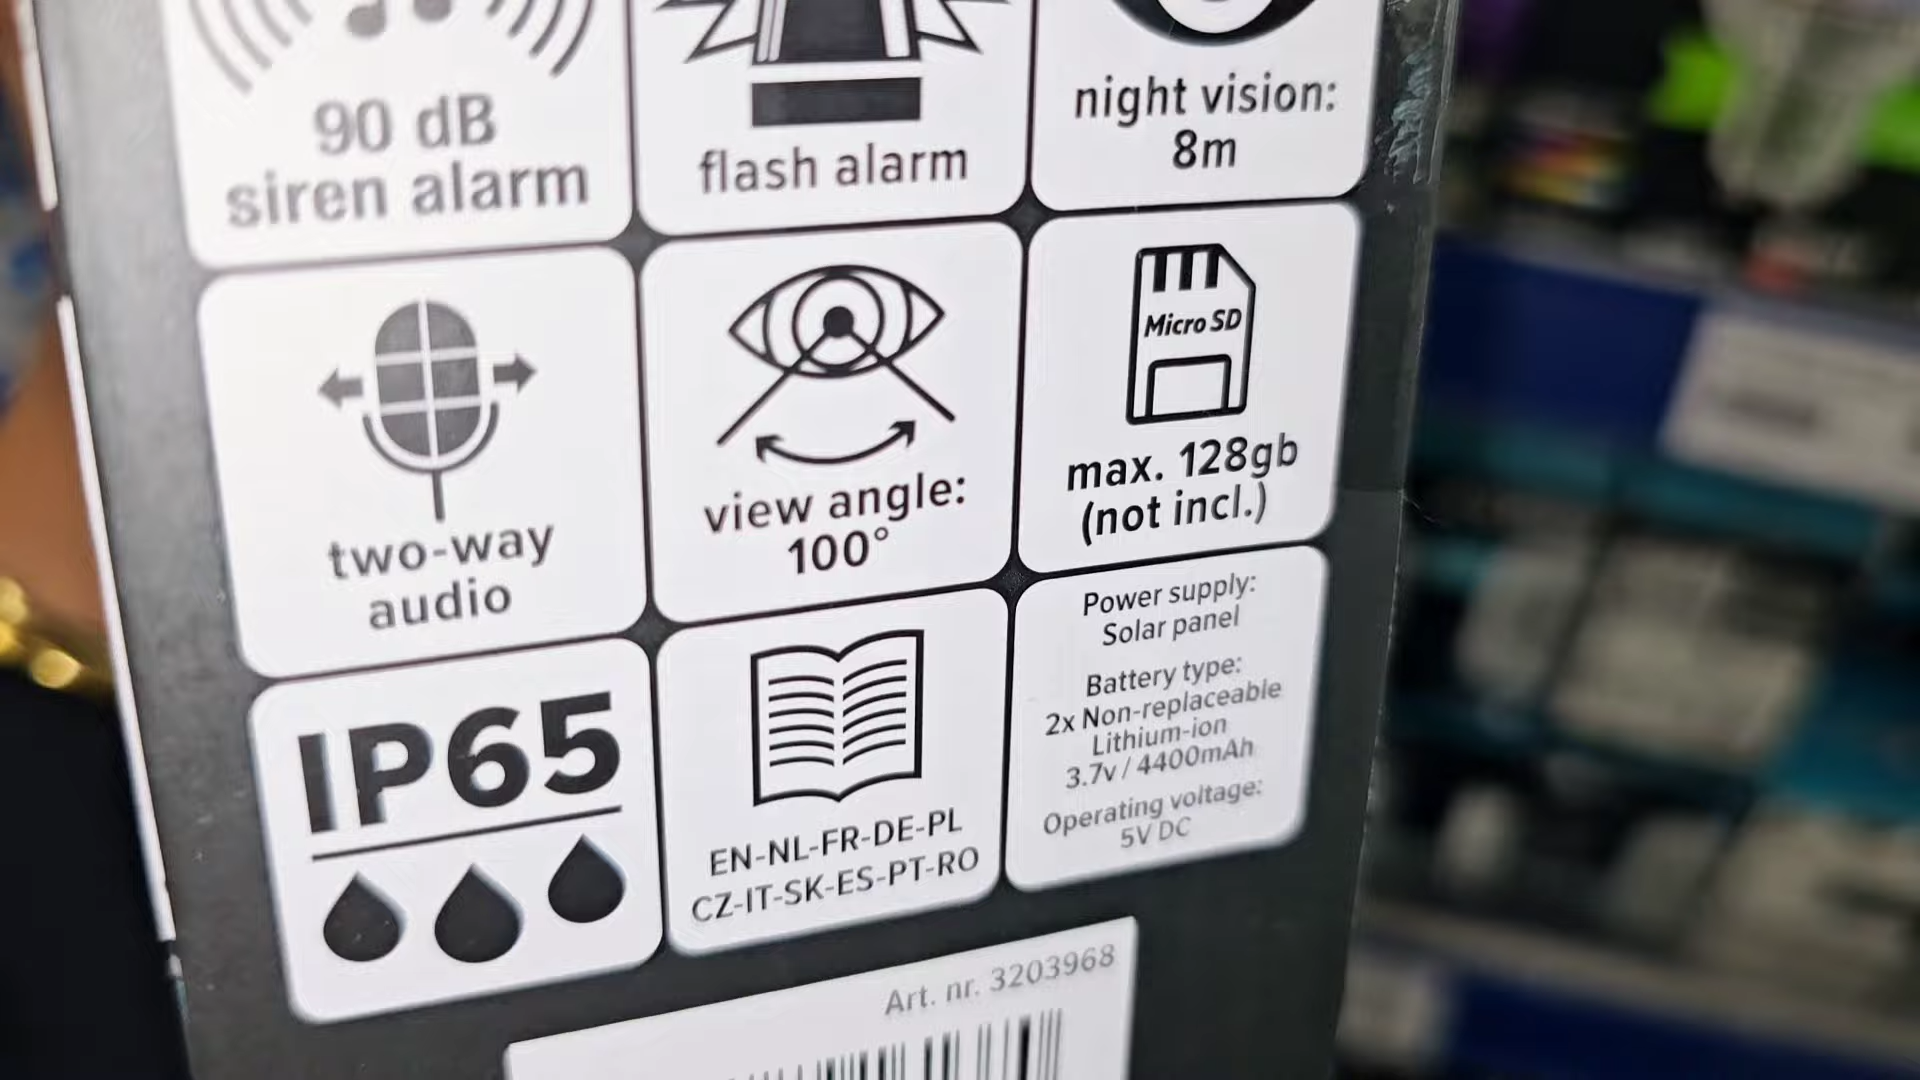 90 dB
siren alarm
flash alarm
night vision:
8m
two-way
audio
view angle:
100°
Micro SD
max. 128gb
(not incl.)
IP65
EN-NL-FR-DE-PL
CZ-IT-SK-ES-PT-RO
Power supply:
Solar panel
Battery type:
2x Non-replaceable
Lithium-ion
3.7v / 4400mAh
Operating voltage:
5V DC
Art. nr. 3203968